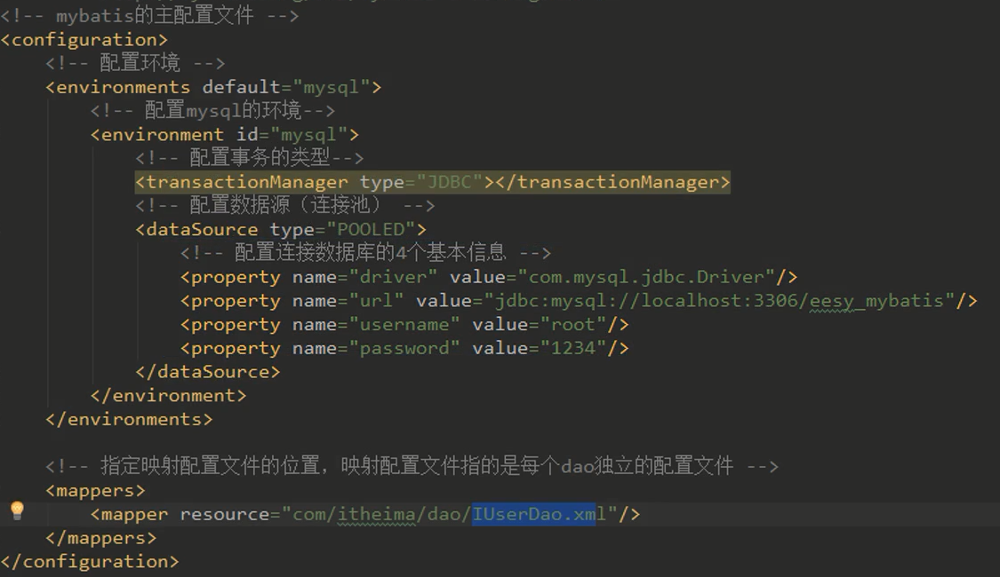 <!-- mybatis的主配置文件 -->
<configuration>
    <!-- 配置环境 -->
    <environments default="mysql">
        <!-- 配置mysql的环境-->
        <environment id="mysql">
            <!-- 配置事务的类型-->
            <transactionManager type="JDBC"></transactionManager>
            <!-- 配置数据源（连接池） -->
            <dataSource type="POOLED">
                <!-- 配置连接数据库的4个基本信息 -->
                <property name="driver" value="com.mysql.jdbc.Driver"/>
                <property name="url" value="jdbc:mysql://localhost:3306/eesy_mybatis"/>
                <property name="username" value="root"/>
                <property name="password" value="1234"/>
            </dataSource>
        </environment>
    </environments>

    <!-- 指定映射配置文件的位置，映射配置文件指的是每个dao独立的配置文件 -->
    <mappers>
        <mapper resource="com/itheima/dao/IUserDao.xml"/>
    </mappers>
</configuration>